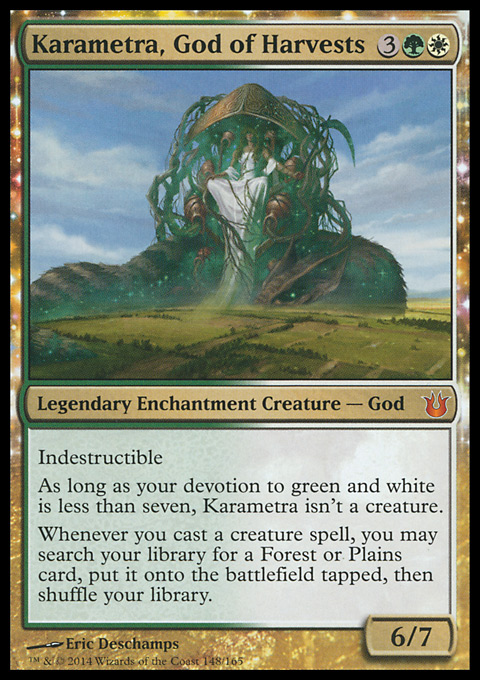 Karametra, God of Harvests 3
Legendary Enchantment Creature — God
Indestructible
As long as your devotion to green and white
is less than seven, Karametra isn't a creature.
Whenever you cast a creature spell, you may
search your library for a Forest or Plains
card, put it onto the battlefield tapped, then
shuffle your library.
6/7
Eric Deschamps
™ & © 2014 Wizards of the Coast 148/165